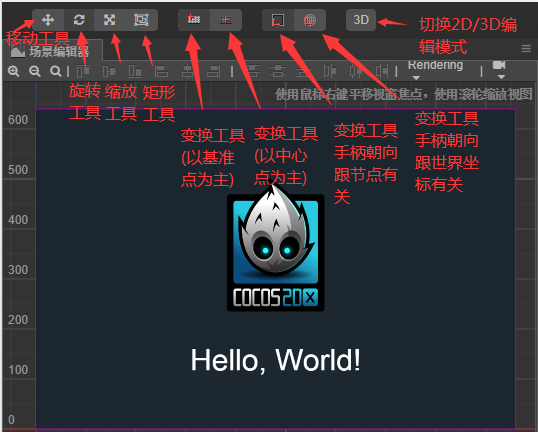 3D
切换2D/3D编
辑模式
移动工具
场景编辑器
Rendering
使用鼠标右键平移视窗焦点，使用滚轮缩放视图
旋转
工具
缩放
工具
矩形
工具
变换工具
(以基准
点为主)
变换工具
(以中心
点为主)
变换工具
手柄朝向
跟节点有
关
变换工具
手柄朝向
跟世界坐
标有关
600
500
400
300
200
100
0
COCOS2DX
Hello, World!